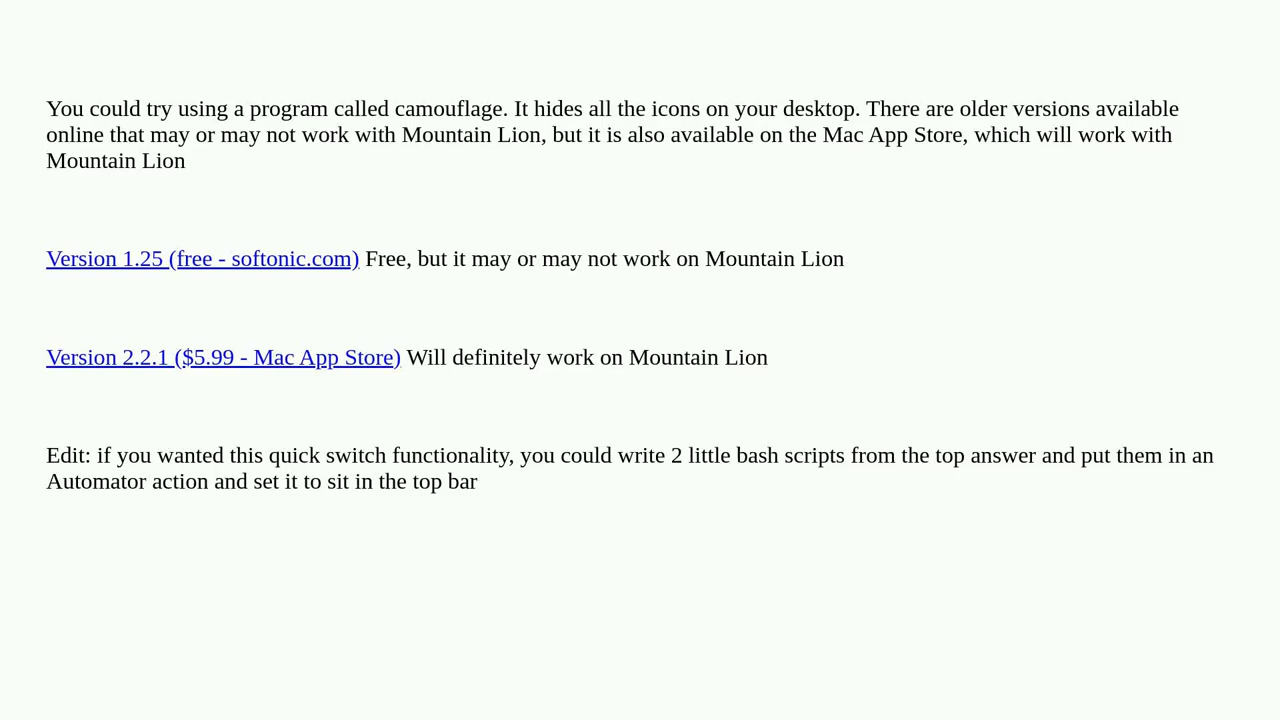 You could try using a program called camouflage. It hides all the icons on your desktop. There are older versions available
online that may or may not work with Mountain Lion, but it is also available on the Mac App Store, which will work with
Mountain Lion
Version 1.25 (free - softonic.com) Free, but it may or may not work on Mountain Lion
Version 2.2.1 ($5.99 - Mac App Store) Will definitely work on Mountain Lion
Edit: if you wanted this quick switch functionality, you could write 2 little bash scripts from the top answer and put them in an
Automator action and set it to sit in the top bar